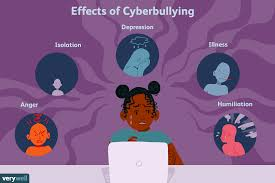 Effects of Cyberbullying
Depression
Isolation
Illness
Anger
Humiliation
verywell